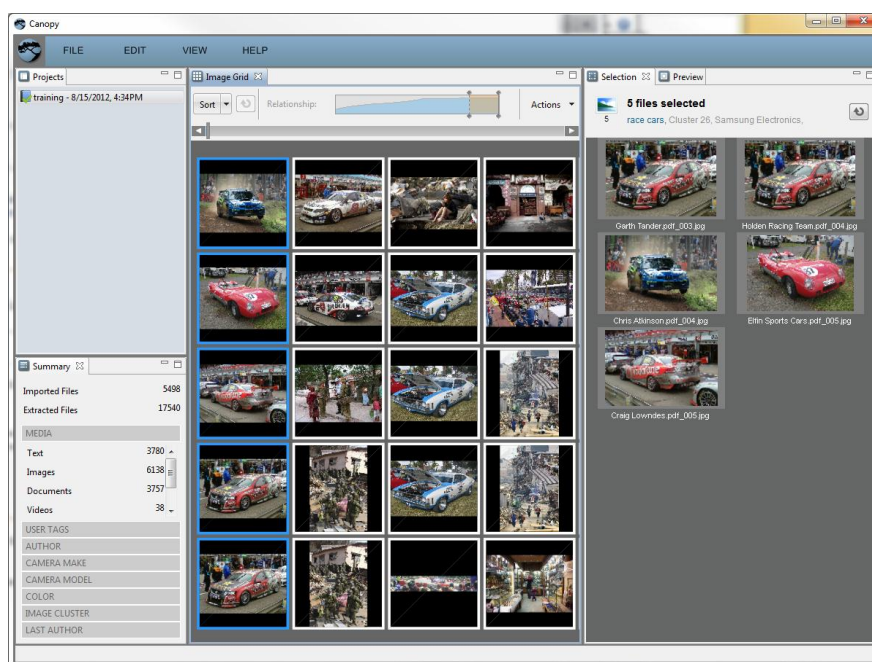 Canopy
FILE EDIT VIEW HELP
Projects
training - 8/15/2012, 4:34PM
Summary
Imported Files 5498
Extracted Files 17540
MEDIA
Text 3780
Images 6138
Documents 3757
Videos 38
USER TAGS
AUTHOR
CAMERA MAKE
CAMERA MODEL
COLOR
IMAGE CLUSTER
LAST AUTHOR
Image Grid
Sort Relationship: Actions
Selection Preview
5
5 files selected
race cars, Cluster 26, Samsung Electronics,
Garth Tander.pdf_003.jpg Holden Racing Team.pdf_004.jpg
Chris Atkinson.pdf_004.jpg Elfin Sports Cars.pdf_005.jpg
Craig Lowndes.pdf_005.jpg